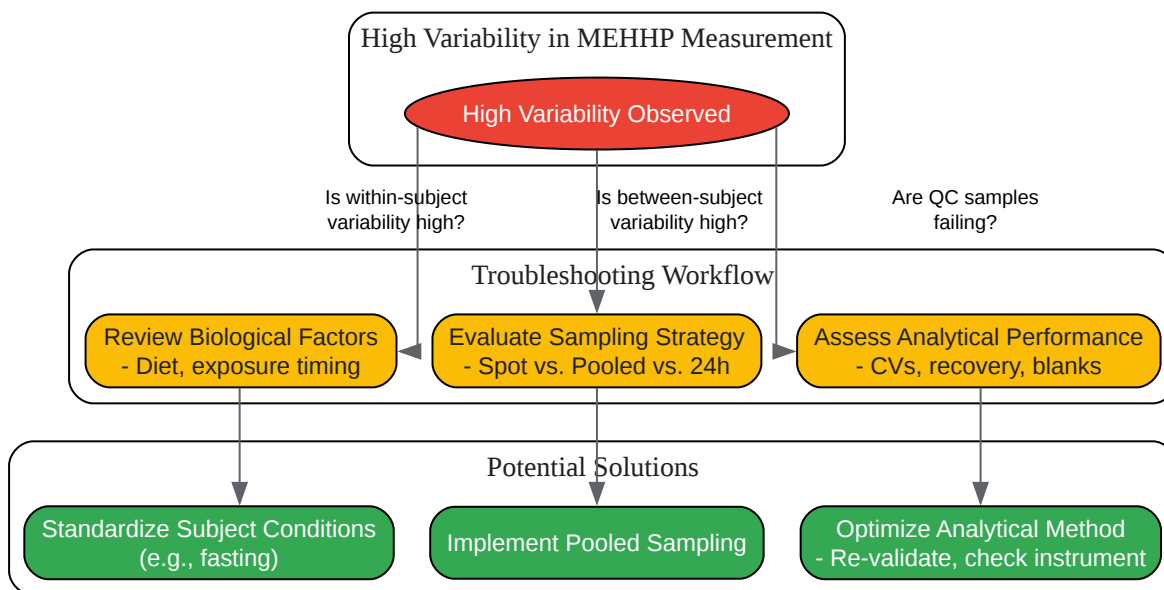 High Variability in MEHHP Measurement
High Variability Observed
Is within-subject
variability high?
Is between-subject
variability high?
Are QC samples
failing?
Troubleshooting Workflow
Review Biological Factors
- Diet, exposure timing
Evaluate Sampling Strategy
- Spot vs. Pooled vs. 24h
Assess Analytical Performance
- CVs, recovery, blanks
Potential Solutions
Standardize Subject Conditions
(e.g., fasting)
Implement Pooled Sampling
Optimize Analytical Method
- Re-validate, check instrument